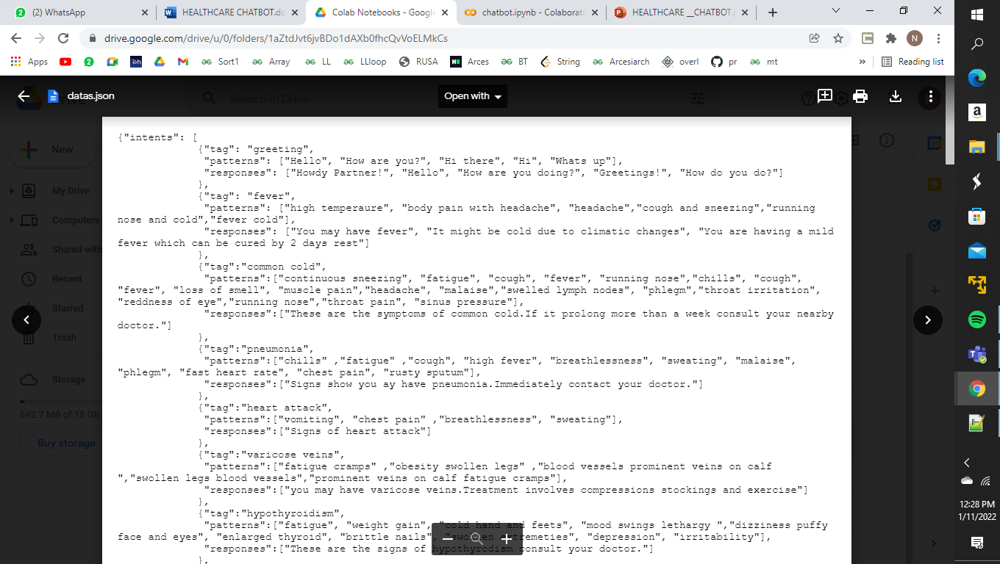 (2) WhatsApp
HEALTHCARE CHATBOT.do
Colab Notebooks - Google
chatbot.ipynb - Colaborato
HEALTHCARE __CHATBOT.
drive.google.com/drive/u/0/folders/1aZtdJvt6jvBDo1dAXb0fhcQvVoELMkCs
N
Apps
Sort1
Array
LL
LLloop
RUSA
Arces
BT
String
Arcesiarch
overl
pr
mt
»
Reading list
datas.json
Search in Drive
Open with
New
My Drive
Computers
Shared with
Recent
Starred
Trash
Storage
692.7 MB of 15 GB
Buy storage
{"intents": [
{"tag": "greeting",
"patterns": ["Hello", "How are you?", "Hi there", "Hi", "Whats up"],
"responses": ["Howdy Partner!", "Hello", "How are you doing?", "Greetings!", "How do you do?"]
},
{"tag": "fever",
"patterns": ["high temperaure", "body pain with headache", "headache","cough and sneezing","running
nose and cold","fever cold"],
"responses": ["You may have fever", "It might be cold due to climatic changes", "You are having a mild
fever which can be cured by 2 days rest"]
},
{"tag":"common cold",
"patterns":["continuous sneezing", "fatigue", "cough", "fever", "running nose","chills", "cough",
"fever", "loss of smell", "muscle pain","headache", "malaise","swelled lymph nodes", "phlegm","throat irritation",
"reddness of eye","running nose","throat pain", "sinus pressure"],
"responses":["These are the symptoms of common cold.If it prolong more than a week consult your nearby
doctor."]
},
{"tag":"pneumonia",
"patterns":["chills" ,"fatigue" ,"cough", "high fever", "breathlessness", "sweating", "malaise",
"phlegm", "fast heart rate", "chest pain", "rusty sputum"],
"responses":["Signs show you ay have pneumonia.Immediately contact your doctor."]
},
{"tag":"heart attack",
"patterns":["vomiting", "chest pain" ,"breathlessness", "sweating"],
"responses":["Signs of heart attack"]
},
{"tag":"varicose veins",
"patterns":["fatigue cramps" ,"obesity swollen legs" ,"blood vessels prominent veins on calf
","swollen legs blood vessels","prominent veins on calf fatigue cramps"],
"responses":["you may have varicose veins.Treatment involves compressions stockings and exercise"]
},
{"tag":"hypothyroidism",
"patterns":["fatigue", "weight gain", "cold hand and feets", "mood swings lethargy ","dizziness puffy
face and eyes", "enlarged thyroid", "brittle nails", "swollen extremeties", "depression", "irritability"],
"responses":["These are the signs of hypothyrodism consult your doctor."]
},
12:28 PM
1/11/2022